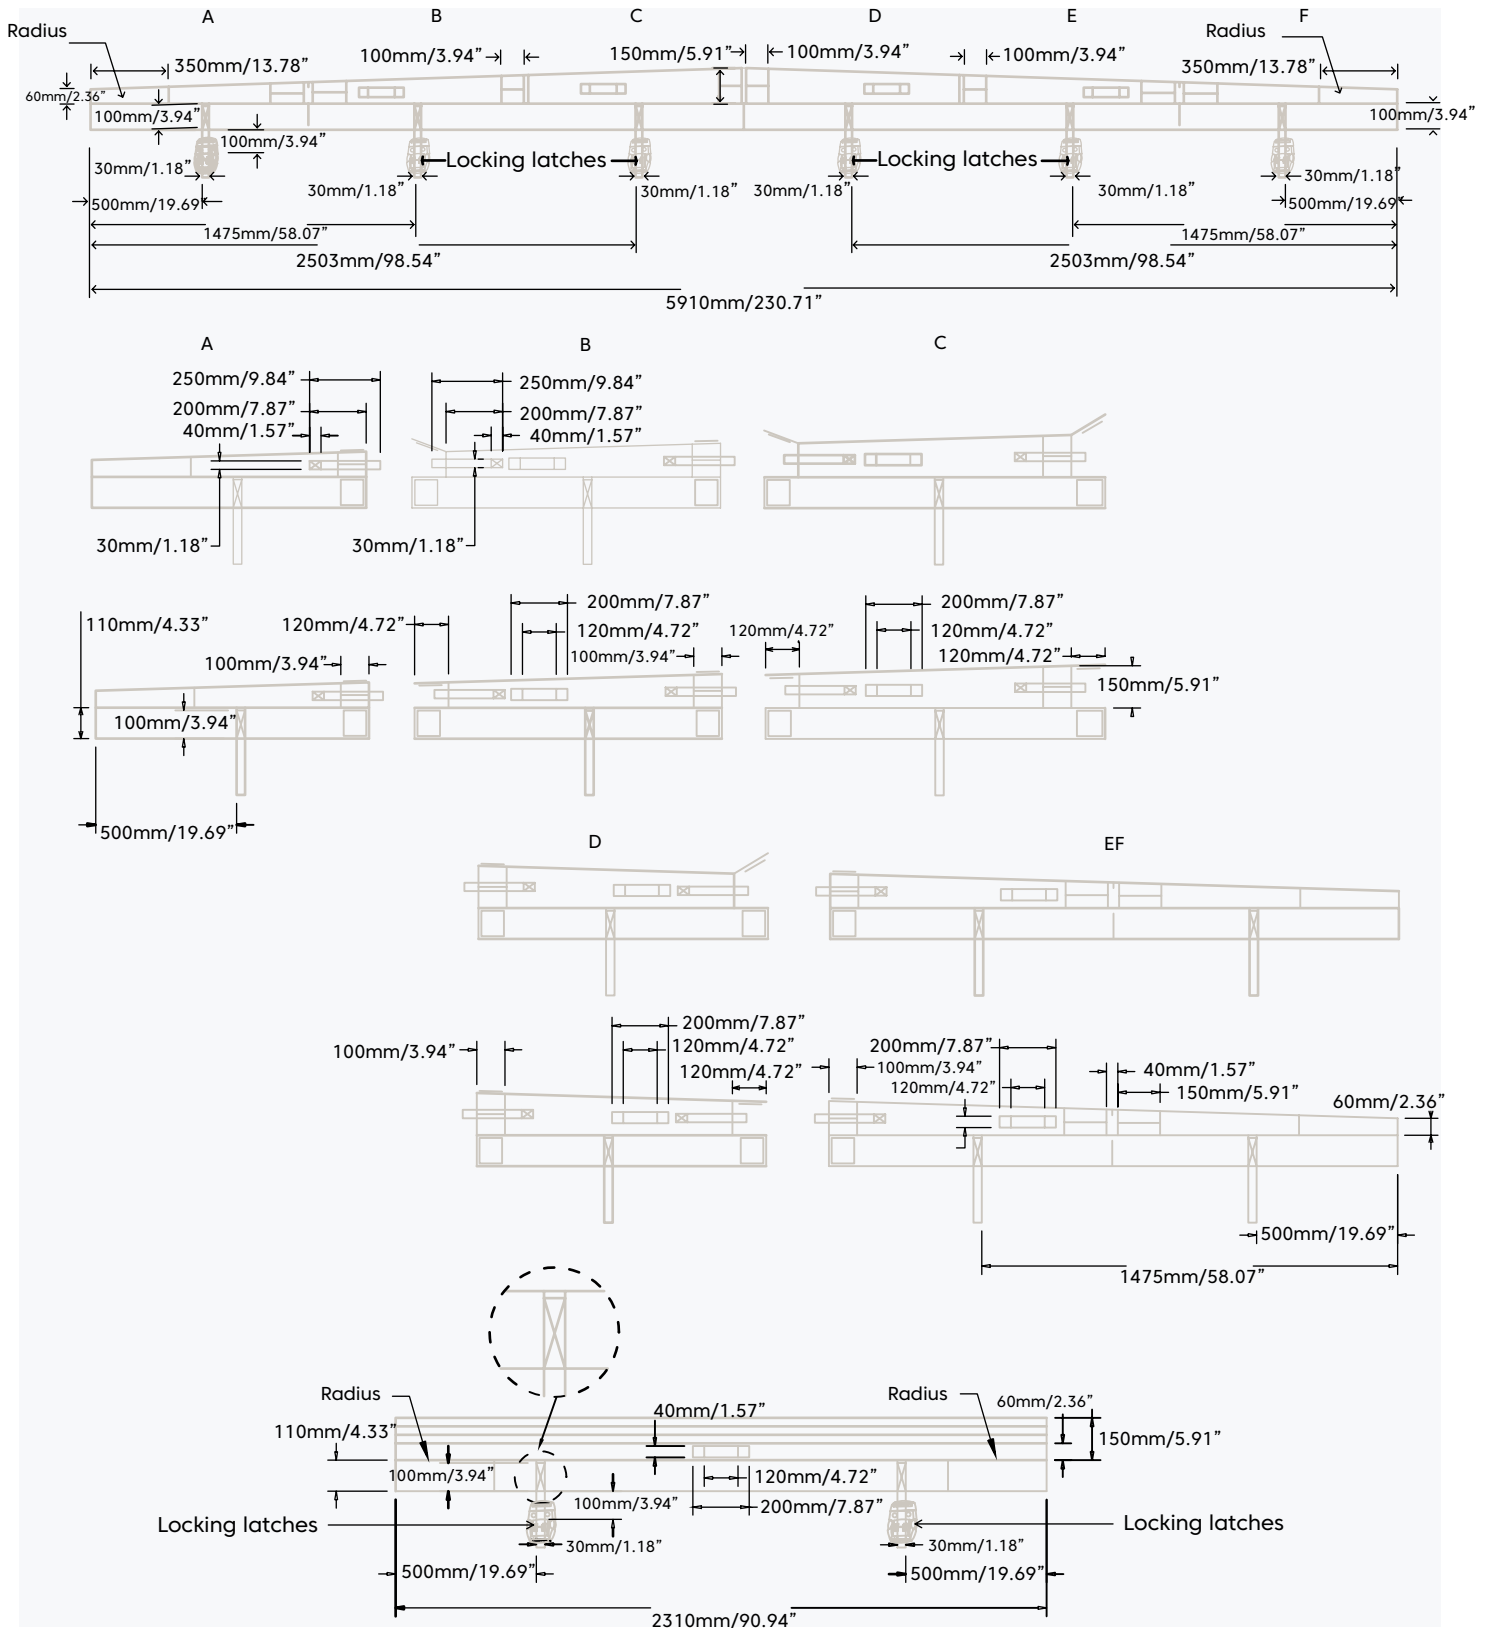 A B C D E F
Radius Radius
100mm/3.94” 150mm/5.91” 100mm/3.94” 100mm/3.94”
350mm/13.78” 350mm/13.78”
60mm/2.36”
100mm/3.94” 100mm/3.94”
100mm/3.94”
Locking latches Locking latches
30mm/1.18” 30mm/1.18”
30mm/1.18” 30mm/1.18” 30mm/1.18” 30mm/1.18”
500mm/19.69” 500mm/19.69”
1475mm/58.07” 1475mm/58.07”
2503mm/98.54” 2503mm/98.54”
5910mm/230.71”
A B C
250mm/9.84” 250mm/9.84”
200mm/7.87” 200mm/7.87”
40mm/1.57” 40mm/1.57”
30mm/1.18” 30mm/1.18”
200mm/7.87” 200mm/7.87”
110mm/4.33” 120mm/4.72” 120mm/4.72” 120mm/4.72” 120mm/4.72”
100mm/3.94” 100mm/3.94” 120mm/4.72”
150mm/5.91”
100mm/3.94”
500mm/19.69”
D EF
200mm/7.87”
100mm/3.94” 120mm/4.72” 200mm/7.87”
120mm/4.72” 100mm/3.94” 40mm/1.57”
120mm/4.72” 150mm/5.91”
60mm/2.36”
500mm/19.69”
1475mm/58.07”
Radius Radius 60mm/2.36”
40mm/1.57”
110mm/4.33” 150mm/5.91”
100mm/3.94” 120mm/4.72”
100mm/3.94” 200mm/7.87”
Locking latches Locking latches
30mm/1.18” 30mm/1.18”
500mm/19.69” 500mm/19.69”
2310mm/90.94”